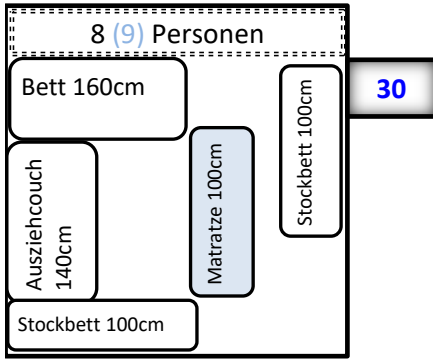 8 (9) Personen
Bett 160cm
30
Stockbett 100cm
Matratze 100cm
Ausziehcouch
140cm
Stockbett 100cm